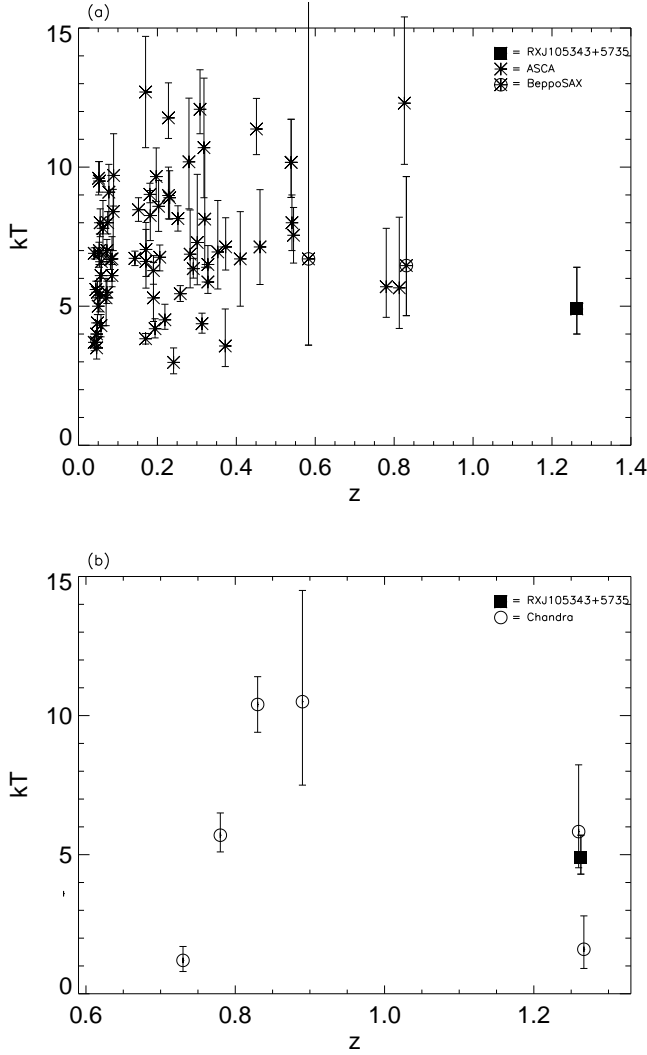 (a)
15
10
5
0
kT
■ = RXJ105343+5735
= ASCA
= BeppoSAX
0.0 0.2 0.4 0.6 0.8 1.0 1.2 1.4
z
(b)
15
10
5
0
kT
■ = RXJ105343+5735
○ = Chandra
0.6 0.8 1.0 1.2
z